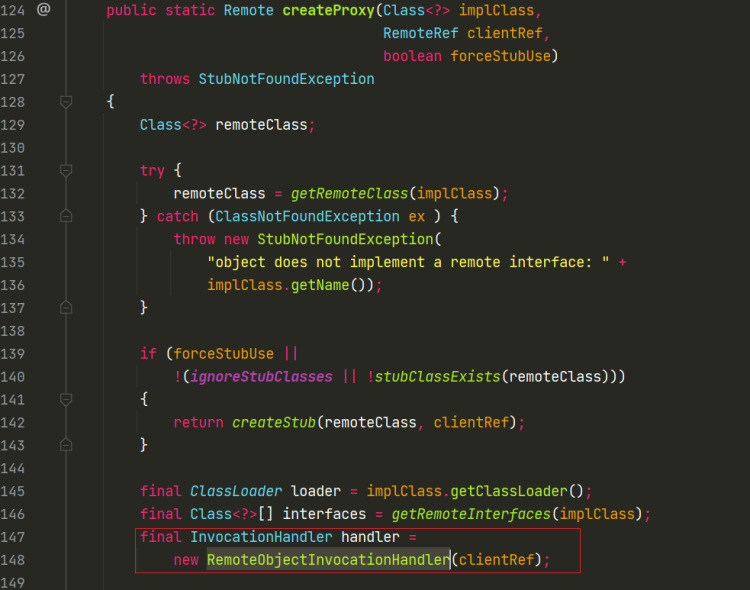 124 @ public static Remote createProxy(Class<?> implClass,
125 RemoteRef clientRef,
126 boolean forceStubUse)
127 throws StubNotFoundException
128 {
129 Class<?> remoteClass;
130
131 try {
132 remoteClass = getRemoteClass(implClass);
133 } catch (ClassNotFoundException ex ) {
134 throw new StubNotFoundException(
135 "object does not implement a remote interface: " +
136 implClass.getName());
137 }
138
139 if (forceStubUse ||
140 !(ignoreStubClasses || !stubClassExists(remoteClass)))
141 {
142 return createStub(remoteClass, clientRef);
143 }
144
145 final ClassLoader loader = implClass.getClassLoader();
146 final Class<?>[] interfaces = getRemoteInterfaces(implClass);
147 final InvocationHandler handler =
148 new RemoteObjectInvocationHandler(clientRef);
149